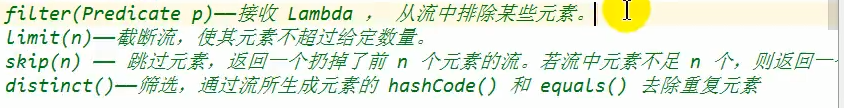 filter(Predicate p)——接收 Lambda ， 从流中排除某些元素。
limit(n)——截断流，使其元素不超过给定数量。
skip(n) —— 跳过元素，返回一个扔掉了前 n 个元素的流。若流中元素不足 n 个，则返回一
distinct()——筛选，通过流所生成元素的 hashCode() 和 equals() 去除重复元素